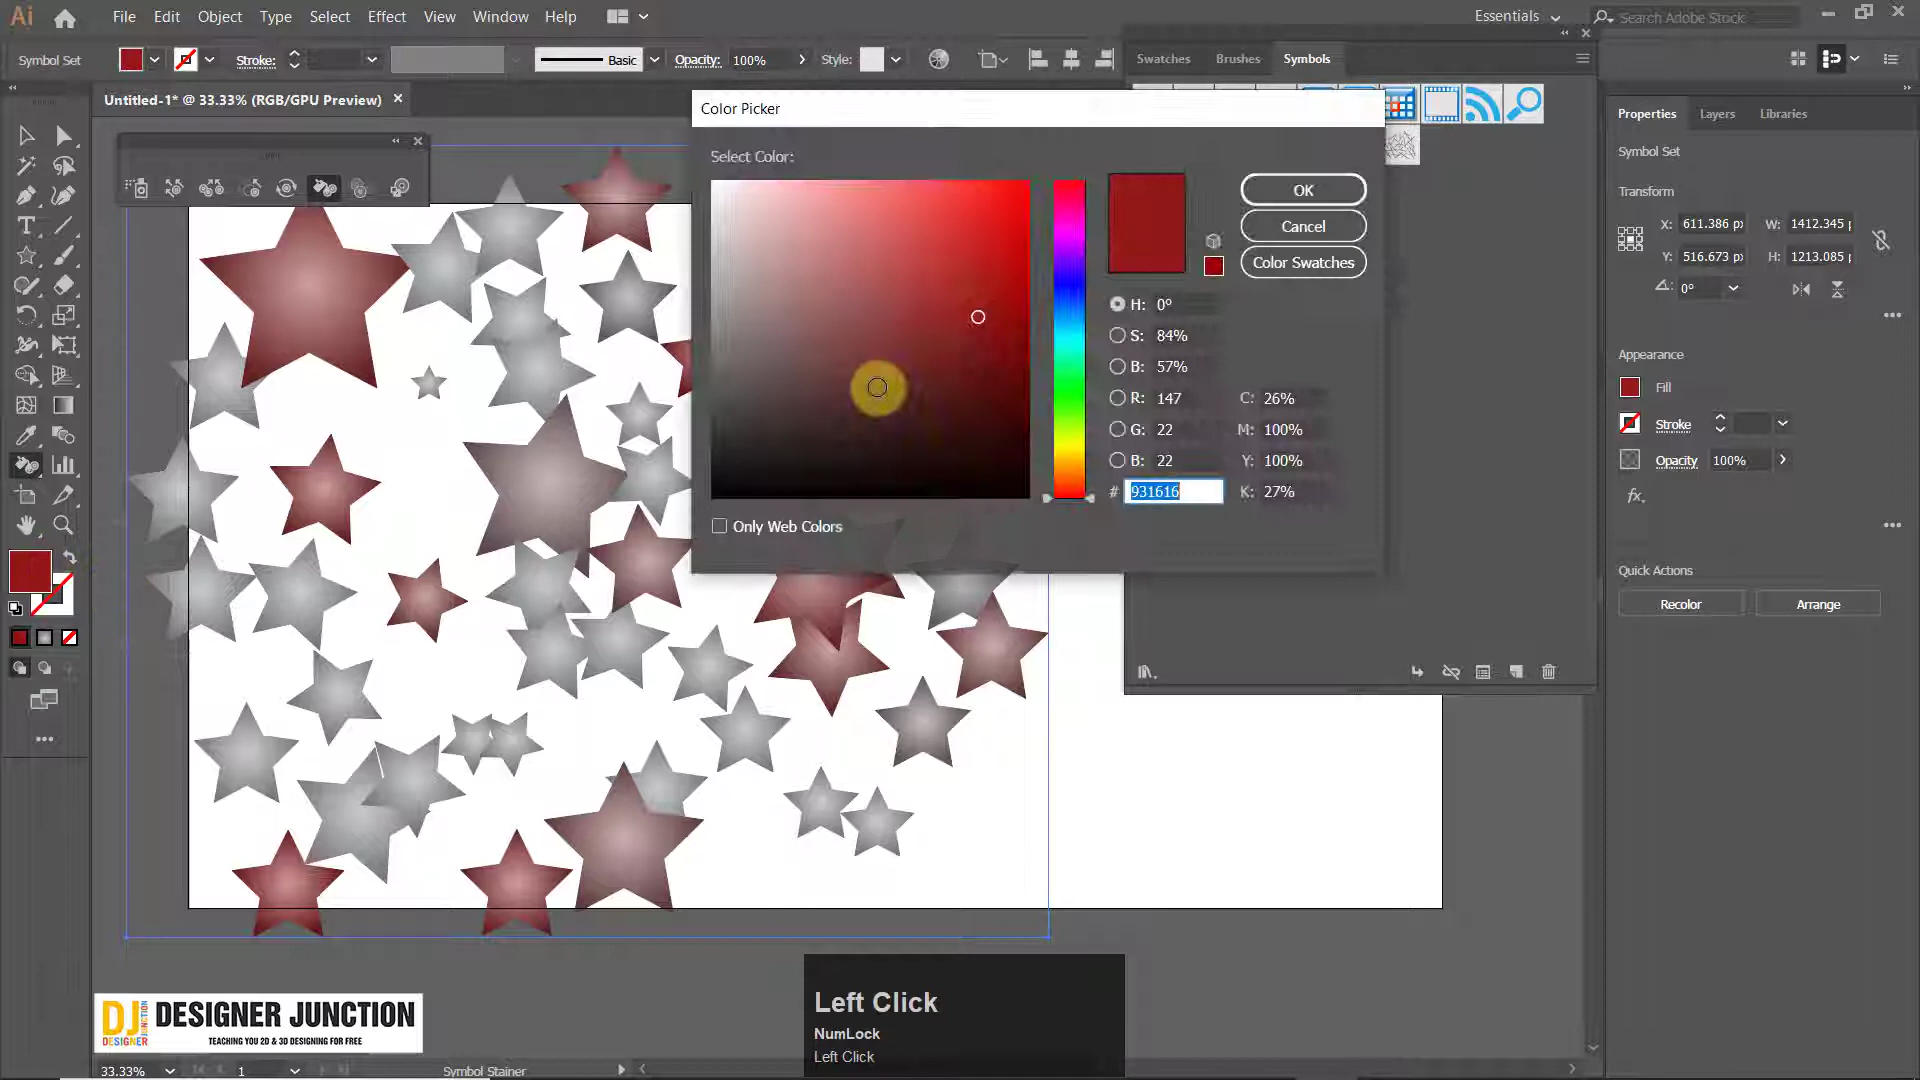 Ai
File Edit Object Type Select Effect View Window Help
Essentials
Search Adobe Stock
Symbol Set
Stroke:
Basic
Opacity: 100%
Style:
Swatches Brushes Symbols
Untitled-1* @ 33.33% (RGB/GPU Preview)
Color Picker
Select Color:
OK
Cancel
Color Swatches
H: 0°
S: 84%
B: 57%
R: 147 C: 26%
G: 22 M: 100%
B: 22 Y: 100%
# 931616 K: 27%
Only Web Colors
Properties Layers Libraries
Symbol Set
Transform
X: 611.386 px W: 1412.345
Y: 516.673 px H: 1213.085
0°
Appearance
Fill
Stroke
Opacity 100%
fx.
Quick Actions
Recolor Arrange
DJ DESIGNER JUNCTION
DESIGNER
JUNCTION
TEACHING YOU 2D & 3D DESIGNING FOR FREE
Left Click
NumLock
Left Click
33.33% 1 Symbol Stainer